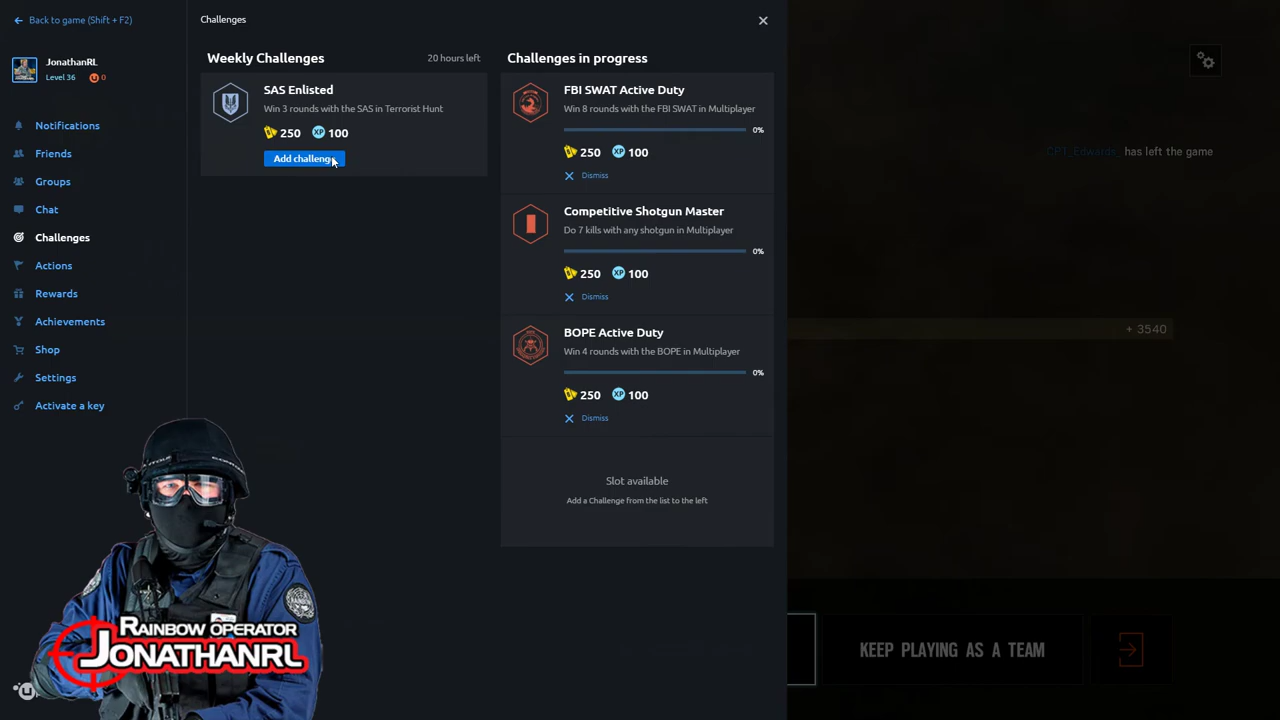 Back to game (Shift + F2)
JonathanRL
Level 36
0
Notifications
Friends
Groups
Chat
Challenges
Actions
Rewards
Achievements
Shop
Settings
Activate a key
RAINBOW OPERATOR
JONATHANRL
Challenges
Weekly Challenges
20 hours left
SAS Enlisted
Win 3 rounds with the SAS in Terrorist Hunt
250 XP 100
Add challenge
Challenges in progress
FBI SWAT Active Duty
Win 8 rounds with the FBI SWAT in Multiplayer
0%
250 XP 100
Dismiss
Competitive Shotgun Master
Do 7 kills with any shotgun in Multiplayer
0%
250 XP 100
Dismiss
BOPE Active Duty
Win 4 rounds with the BOPE in Multiplayer
0%
250 XP 100
Dismiss
Slot available
Add a Challenge from the list to the left
CPT_Edwards_ has left the game
+ 3540
KEEP PLAYING AS A TEAM